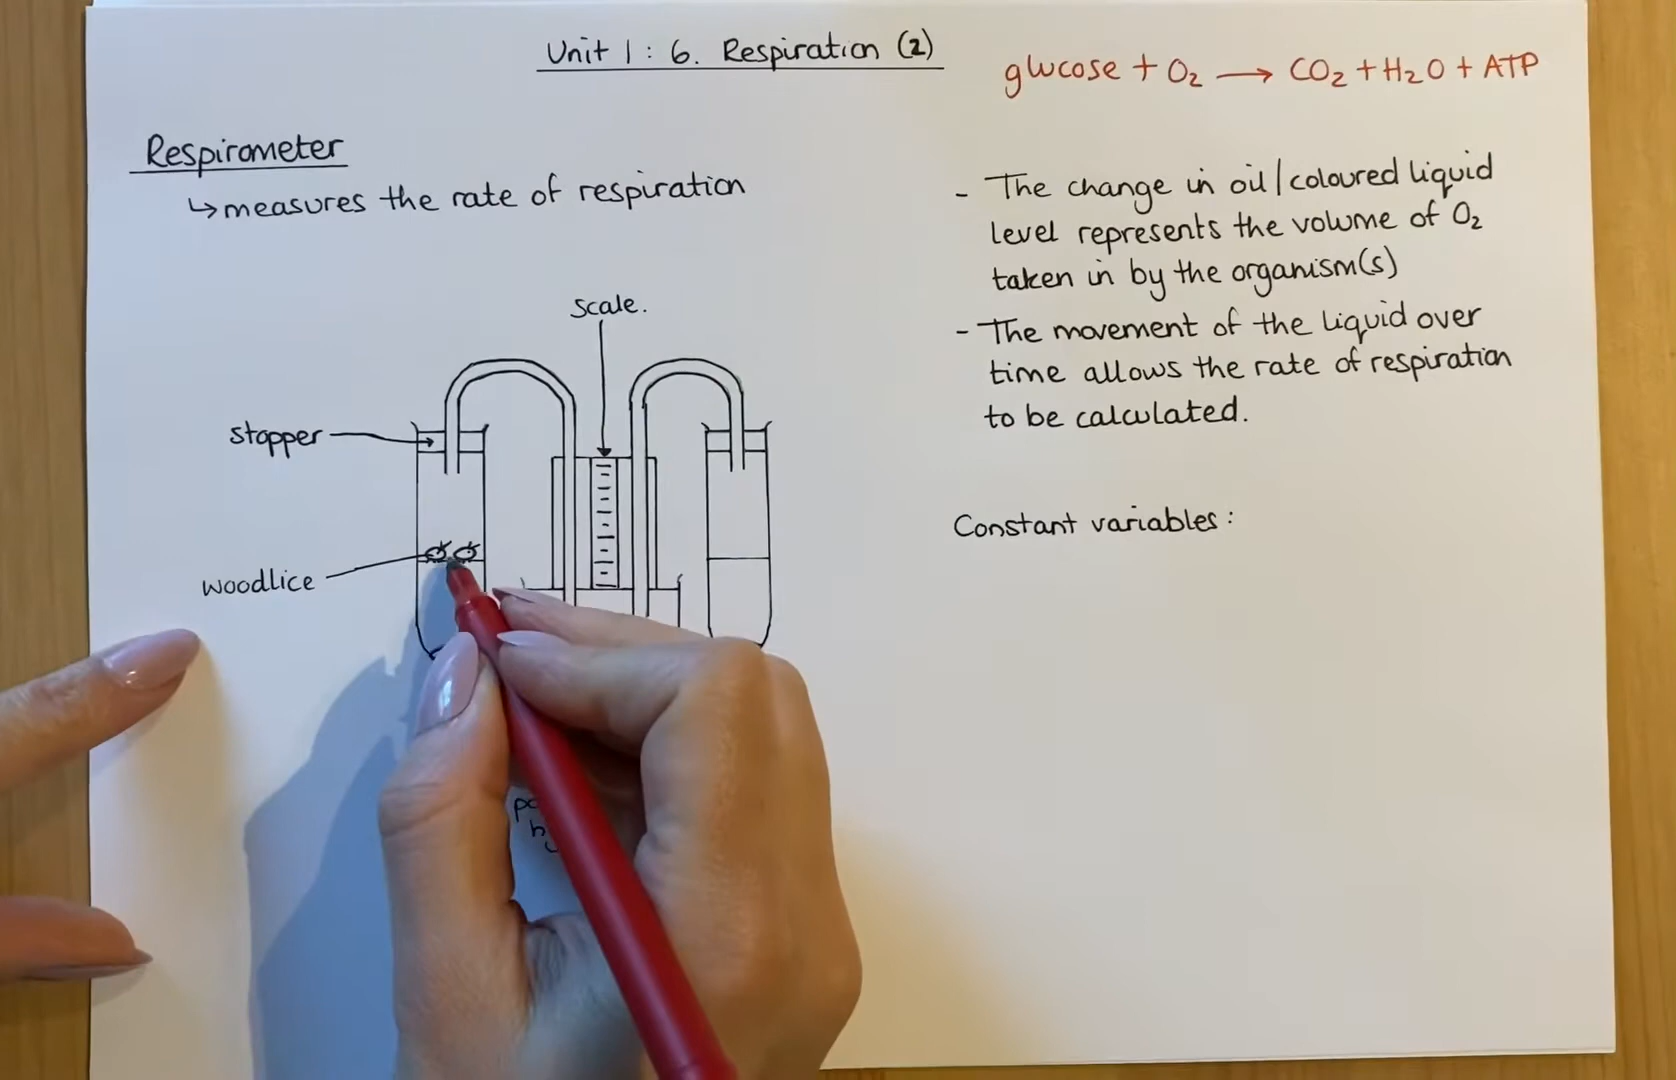 Unit 1 : 6. Respiration (2)
glucose + O₂ → CO₂ + H₂O + ATP
Respirometer
↳ measures the rate of respiration
scale.
stopper
woodlice
- The change in oil/coloured liquid
level represents the volume of O₂
taken in by the organism(s)
- The movement of the liquid over
time allows the rate of respiration
to be calculated.
Constant variables :